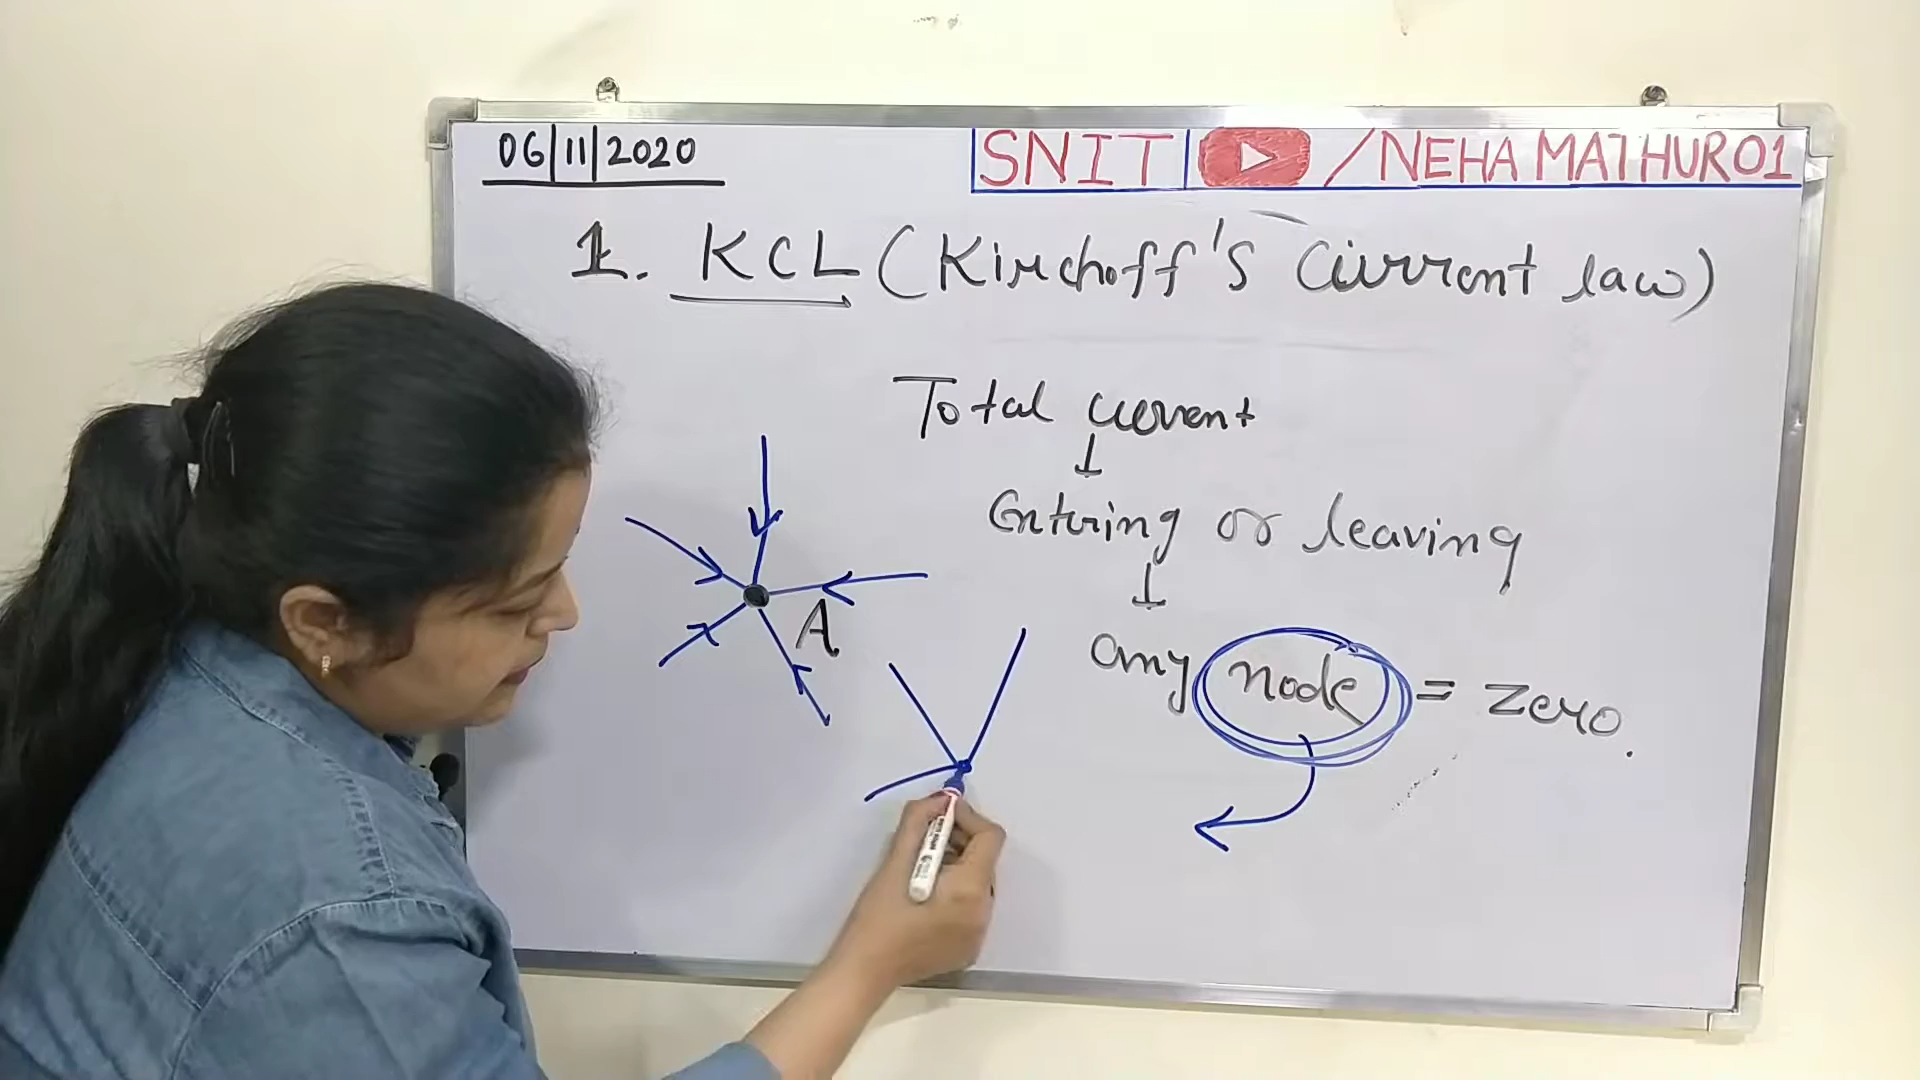 06/11/2020
SNIT /NEHA MATHUR01
1. KCL (Kirchoff's Current law)
Total current
Entering or leaving
A
any node = zero.